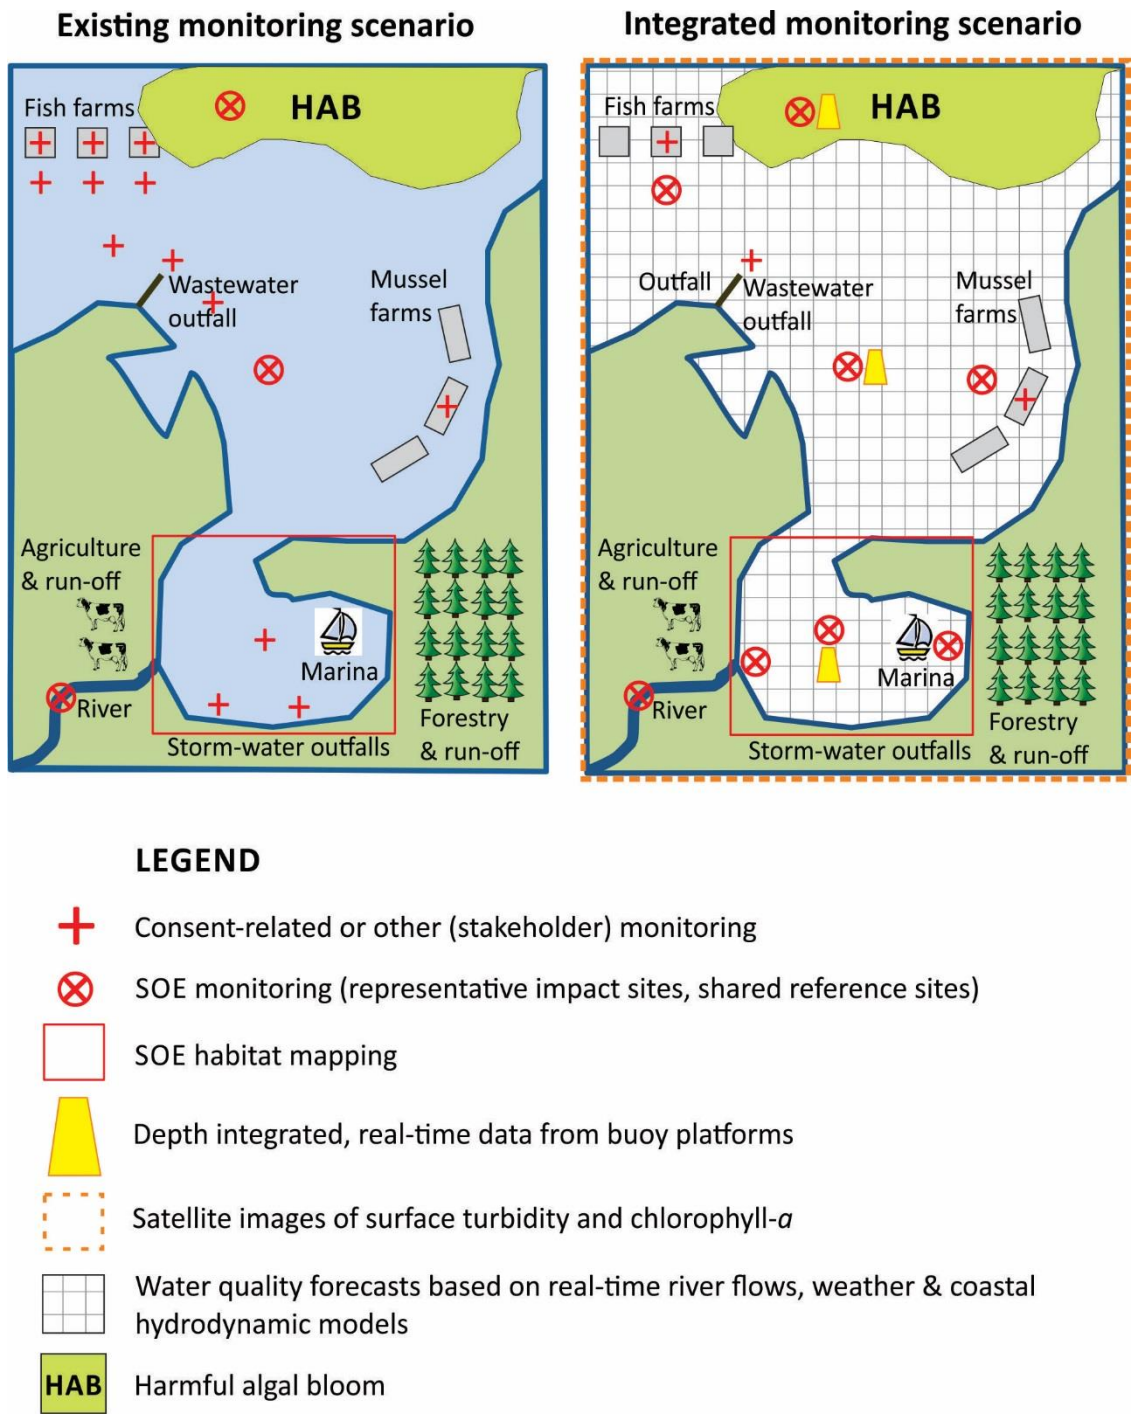 Existing monitoring scenario
Fish farms
HAB
Wastewater
outfall
Mussel
farms
Agriculture
& run-off
Marina
River
Forestry
& run-off
Storm-water outfalls
Integrated monitoring scenario
Fish farms
HAB
Outfall
Wastewater
outfall
Mussel
farms
Agriculture
& run-off
Marina
River
Forestry
& run-off
Storm-water outfalls
LEGEND
Consent-related or other (stakeholder) monitoring
SOE monitoring (representative impact sites, shared reference sites)
SOE habitat mapping
Depth integrated, real-time data from buoy platforms
Satellite images of surface turbidity and chlorophyll-a
Water quality forecasts based on real-time river flows, weather & coastal
hydrodynamic models
HAB
Harmful algal bloom